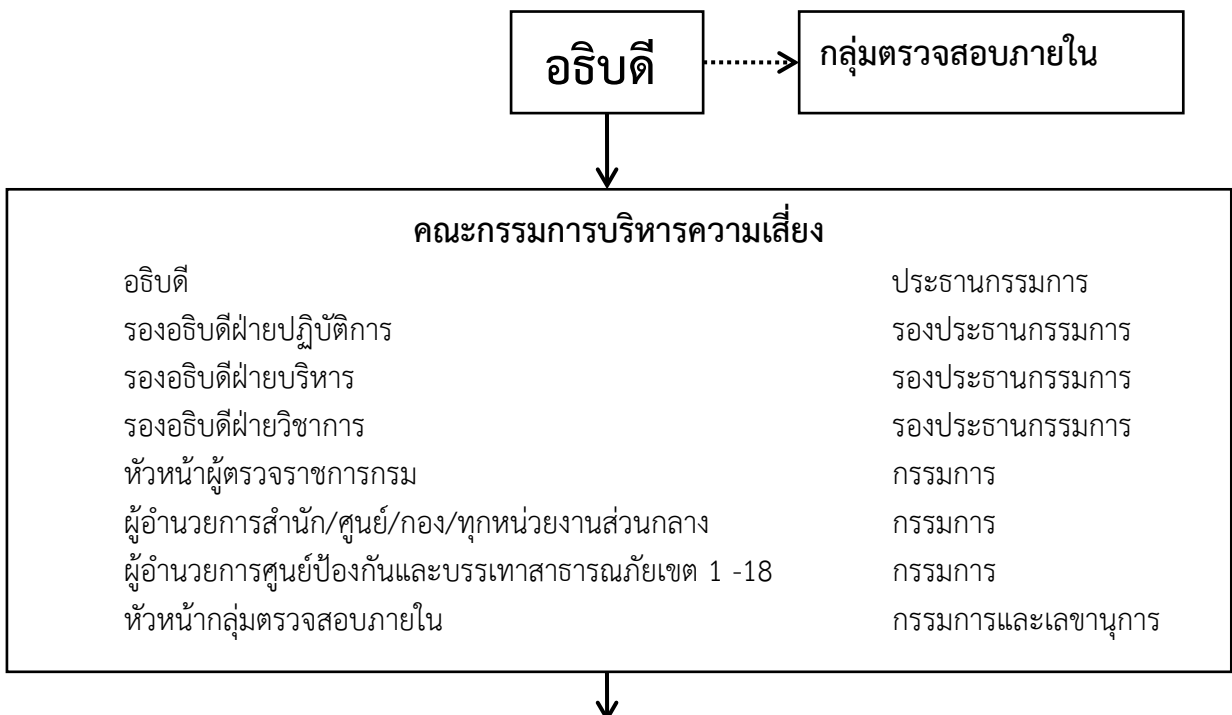 อธิบดี
กลุ่มตรวจสอบภายใน
คณะกรรมการบริหารความเสี่ยง
อธิบดี ประธานกรรมการ
รองอธิบดีฝ่ายปฏิบัติการ รองประธานกรรมการ
รองอธิบดีฝ่ายบริหาร รองประธานกรรมการ
รองอธิบดีฝ่ายวิชาการ รองประธานกรรมการ
หัวหน้าผู้ตรวจราชการกรม กรรมการ
ผู้อำนวยการสำนัก/ศูนย์/กอง/ทุกหน่วยงานส่วนกลาง กรรมการ
ผู้อำนวยการศูนย์ป้องกันและบรรเทาสาธารณภัยเขต 1 -18 กรรมการ
หัวหน้ากลุ่มตรวจสอบภายใน กรรมการและเลขานุการ